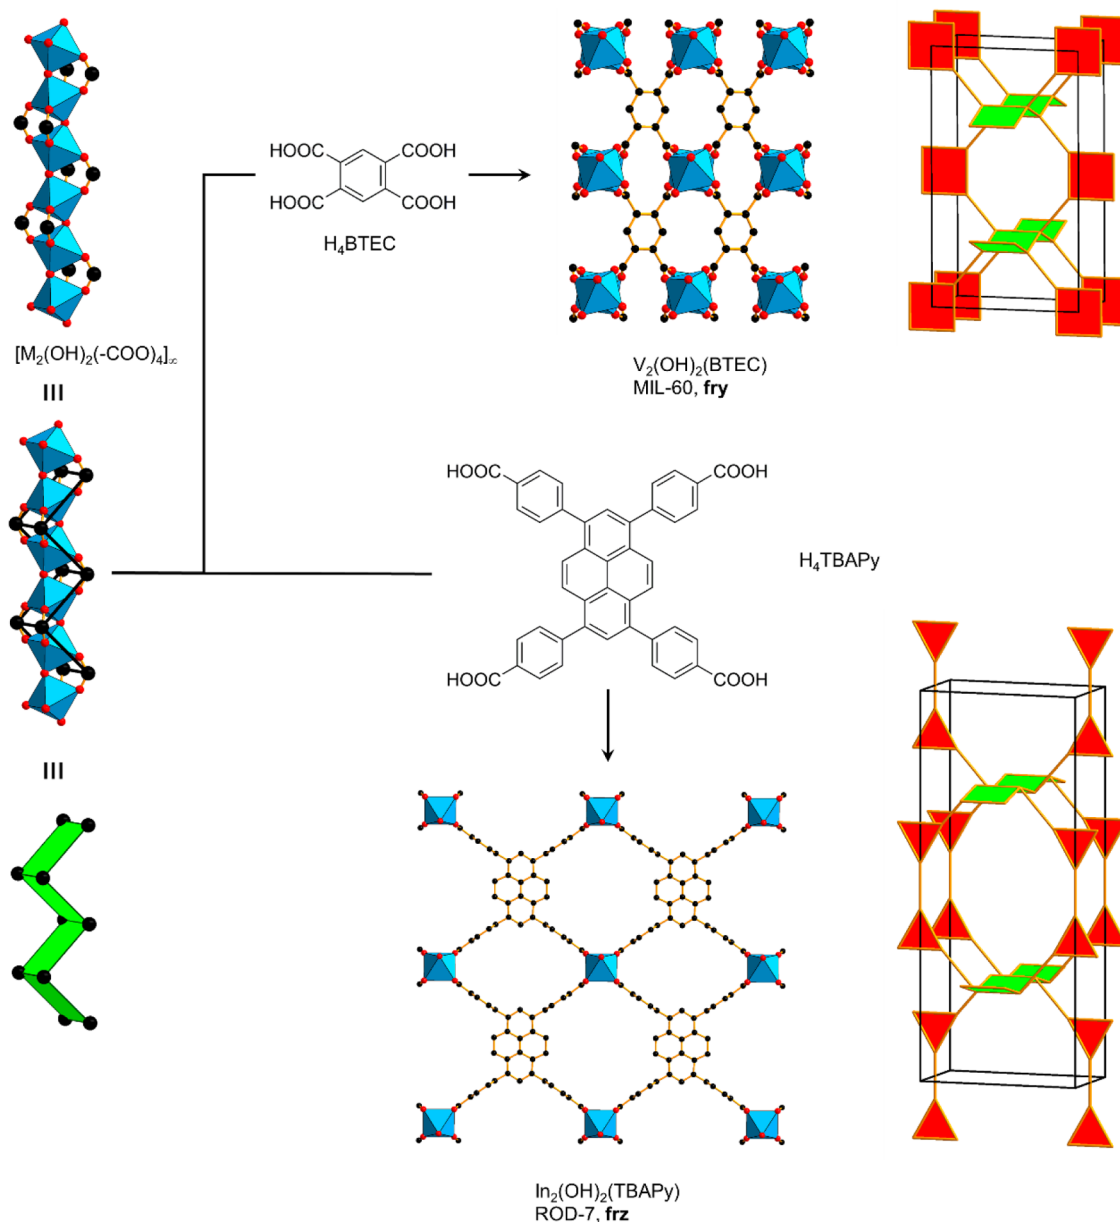 HOOC COOH
HOOC COOH
H₄BTEC
[M₂(OH)₂(-COO)₄]∞
III
V₂(OH)₂(BTEC)
MIL-60, fry
HOOC COOH
H₄TBAPy
HOOC COOH
III
In₂(OH)₂(TBAPy)
ROD-7, frz